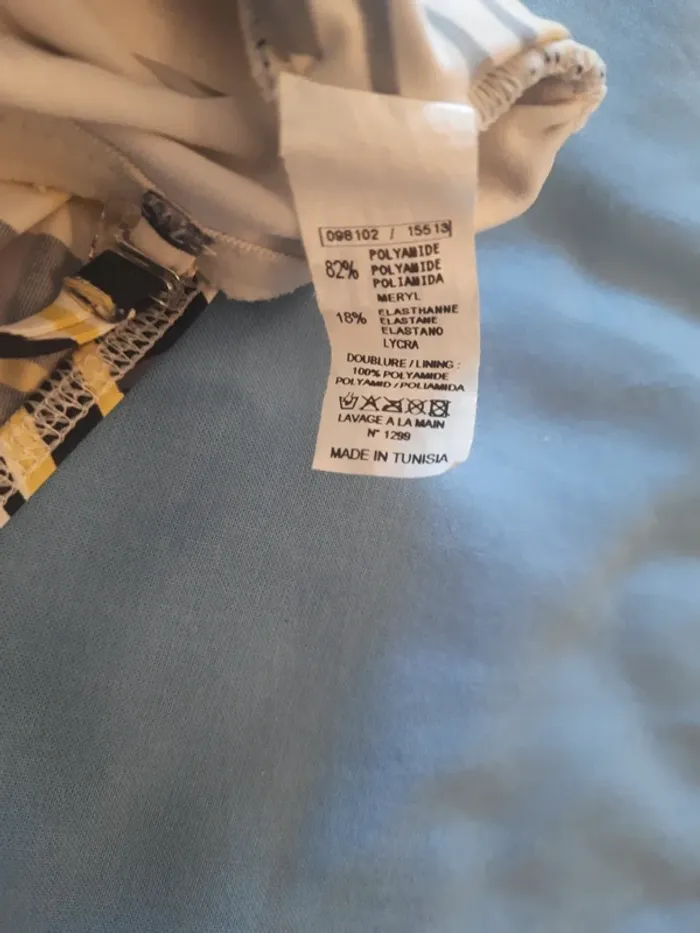 098102 / 15513
POLYAMIDE
82% POLYAMIDE
POLIAMIDA
MERYL
18% ELASTHANNE
ELASTANE
ELASTANO
LYCRA
DOUBLURE / LINING :
100% POLYAMIDE
POLYAMID / POLIAMIDA
LAVAGE A LA MAIN
N° 1299
MADE IN TUNISIA